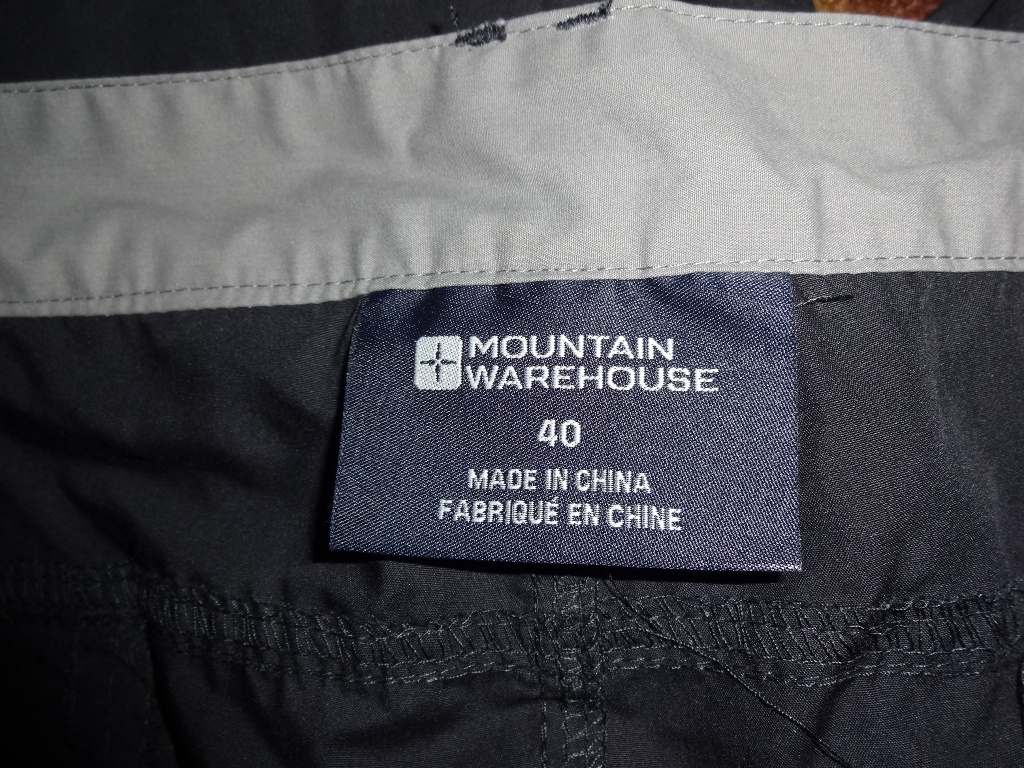 MOUNTAIN
WAREHOUSE
40
MADE IN CHINA
FABRIQUÉ EN CHINE